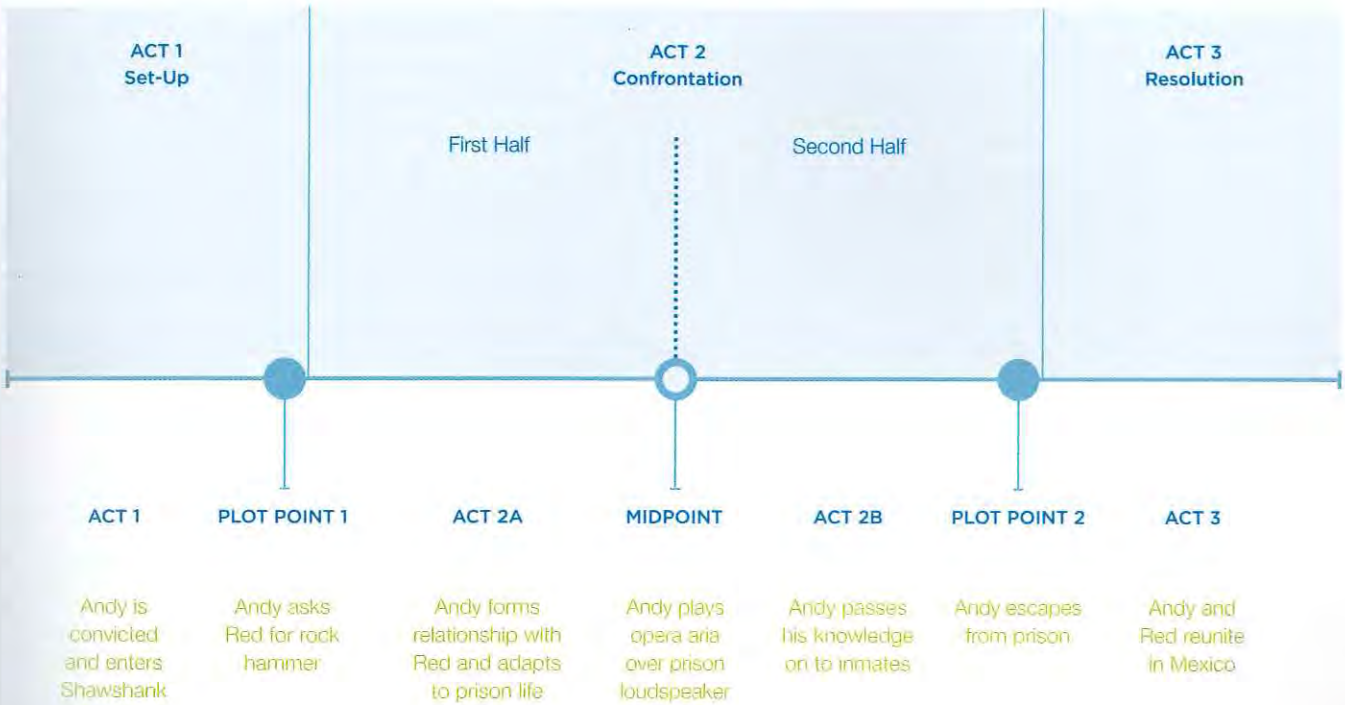 ACT 1
Set-Up
ACT 2
Confrontation
ACT 3
Resolution
First Half
Second Half
ACT 1
PLOT POINT 1
ACT 2A
MIDPOINT
ACT 2B
PLOT POINT 2
ACT 3
Andy is
convicted
and enters
Shawshank
Andy asks
Red for rock
hammer
Andy forms
relationship with
Red and adapts
to prison life
Andy plays
opera aria
over prison
loudspeaker
Andy passes
his knowledge
on to inmates
Andy escapes
from prison
Andy and
Red reunite
in Mexico